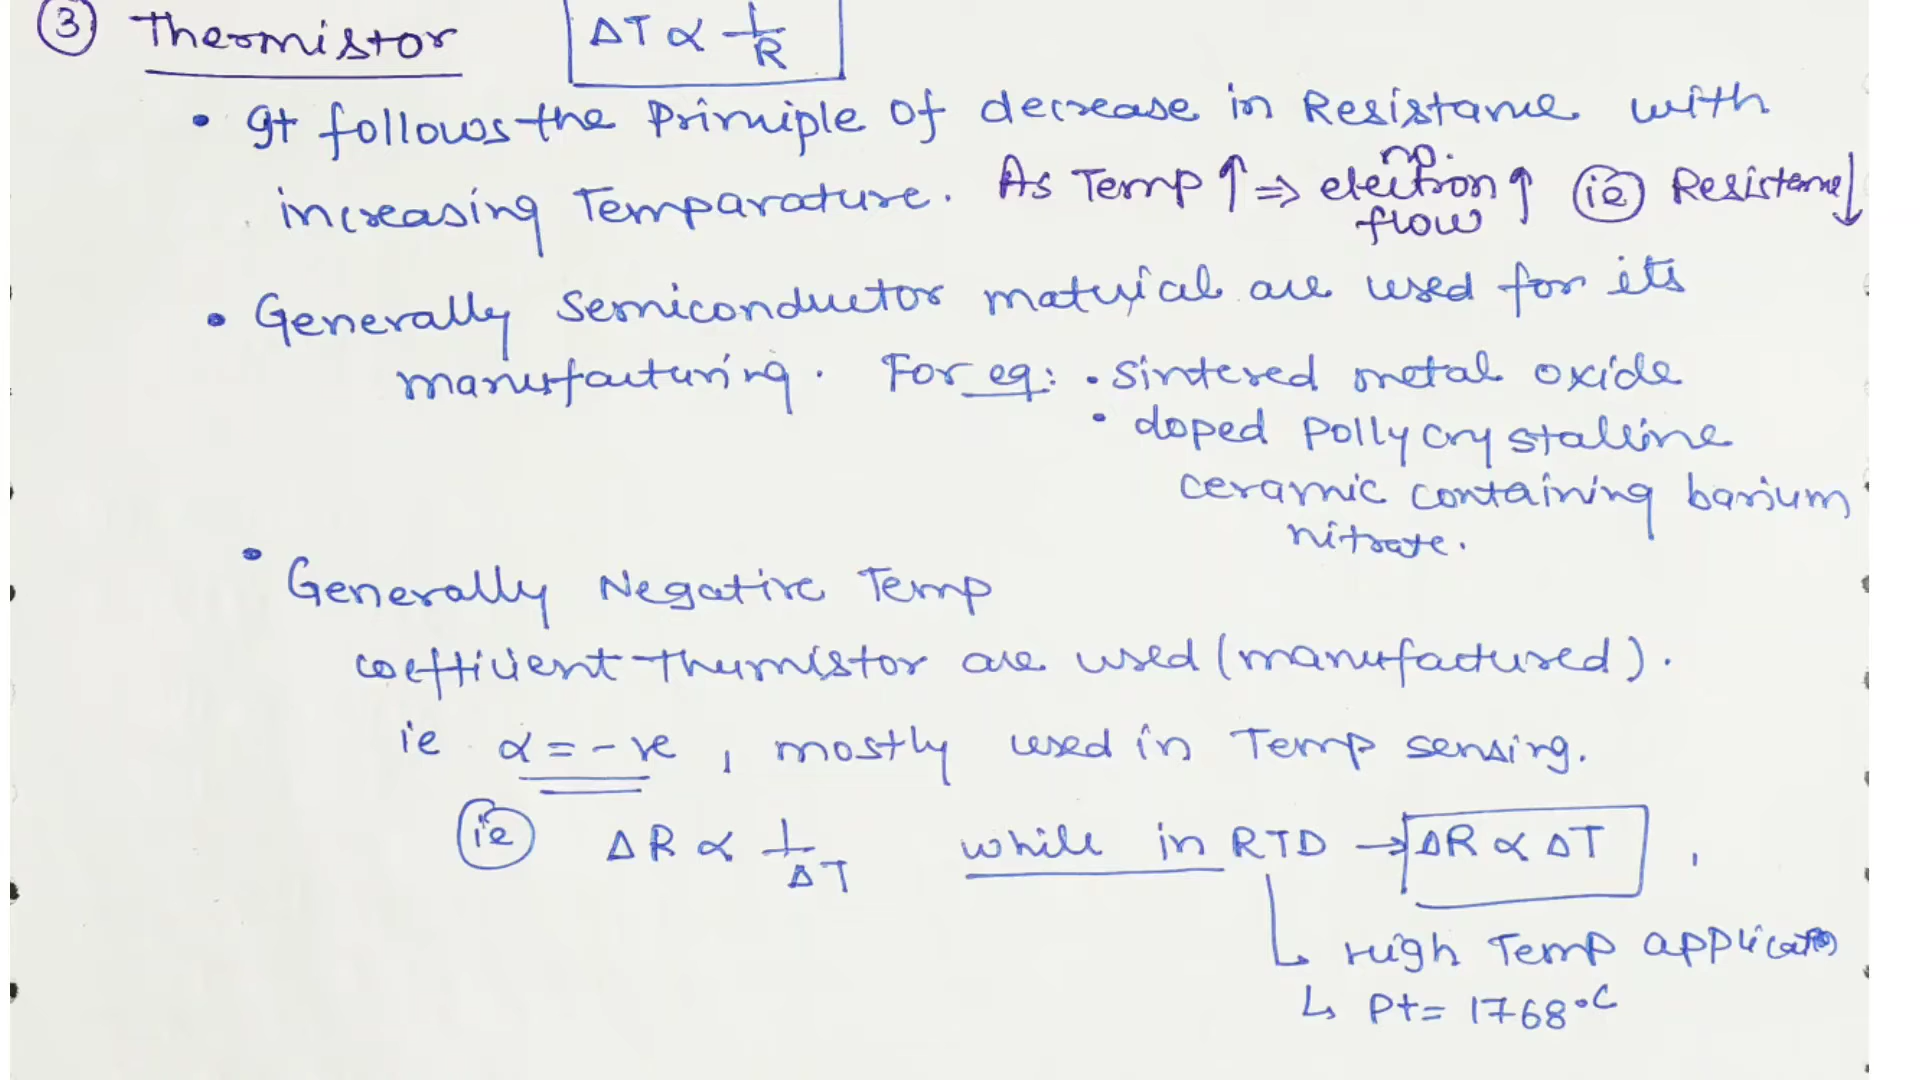 ③ Thermistor ΔT ∝ 1/R
• It follows the Principle of decrease in Resistance with
increasing Temparature. As Temp ↑ ⇒ no. electron flow ↑ (ie) Resistance ↓
• Generally Semiconductor material are used for its
manufacturing. For eg: • Sintered metal oxide
• doped Pollycrystalline
ceramic containing barium
nitrate.
• Generally Negative Temp
coefficient thermistor are used (manufactured).
ie α = -ve, mostly used in Temp sensing.
(ie) ΔR ∝ 1/ΔT while in RTD → ΔR ∝ ΔT
↳ High Temp application
↳ Pt = 1768°C